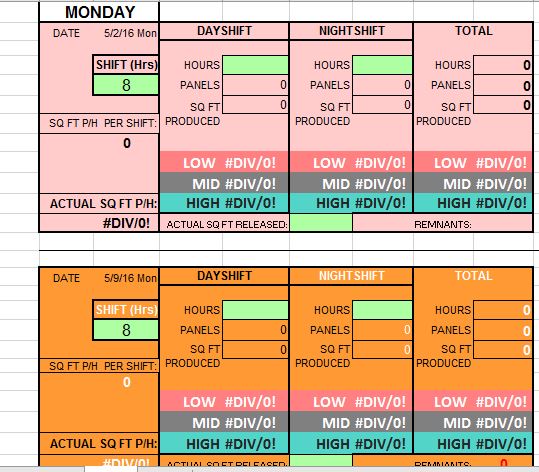 MONDAY
DATE 5/2/16 Mon DAYSHIFT NIGHTSHIFT TOTAL
SHIFT (Hrs) HOURS HOURS HOURS 0
8 PANELS 0 PANELS 0 PANELS 0
SQ FT 0 SQ FT 0 SQ FT 0
SQ FT P/H PER SHIFT: PRODUCED PRODUCED PRODUCED
0
LOW #DIV/0! LOW #DIV/0! LOW #DIV/0!
MID #DIV/0! MID #DIV/0! MID #DIV/0!
ACTUAL SQ FT P/H: HIGH #DIV/0! HIGH #DIV/0! HIGH #DIV/0!
#DIV/0! ACTUAL SQ FT RELEASED: REMNANTS:
DATE 5/9/16 Mon DAYSHIFT NIGHTSHIFT TOTAL
SHIFT (Hrs) HOURS HOURS HOURS 0
8 PANELS 0 PANELS 0 PANELS 0
SQ FT 0 SQ FT 0 SQ FT 0
SQ FT P/H PER SHIFT: PRODUCED PRODUCED PRODUCED
0
LOW #DIV/0! LOW #DIV/0! LOW #DIV/0!
MID #DIV/0! MID #DIV/0! MID #DIV/0!
ACTUAL SQ FT P/H: HIGH #DIV/0! HIGH #DIV/0! HIGH #DIV/0!
#DIV/0! ACTUAL SQ FT RELEASED: REMNANTS: 0